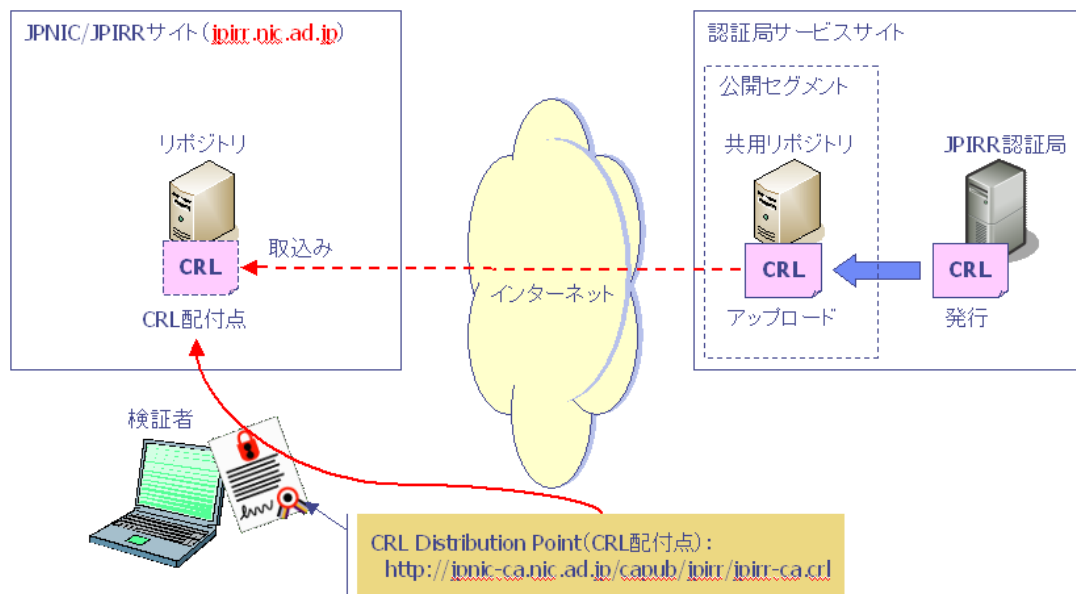 JPNIC/JPIRRサイト(jpirr.nic.ad.jp)
認証局サービスサイト
公開セグメント
リポジトリ
共用リポジトリ
JPIRR認証局
取込み
CRL
CRL
CRL
インターネット
CRL配付点
アップロード
発行
検証者
CRL Distribution Point(CRL配付点):
http://jpnic-ca.nic.ad.jp/capub/jpirr/jpirr-ca.crl